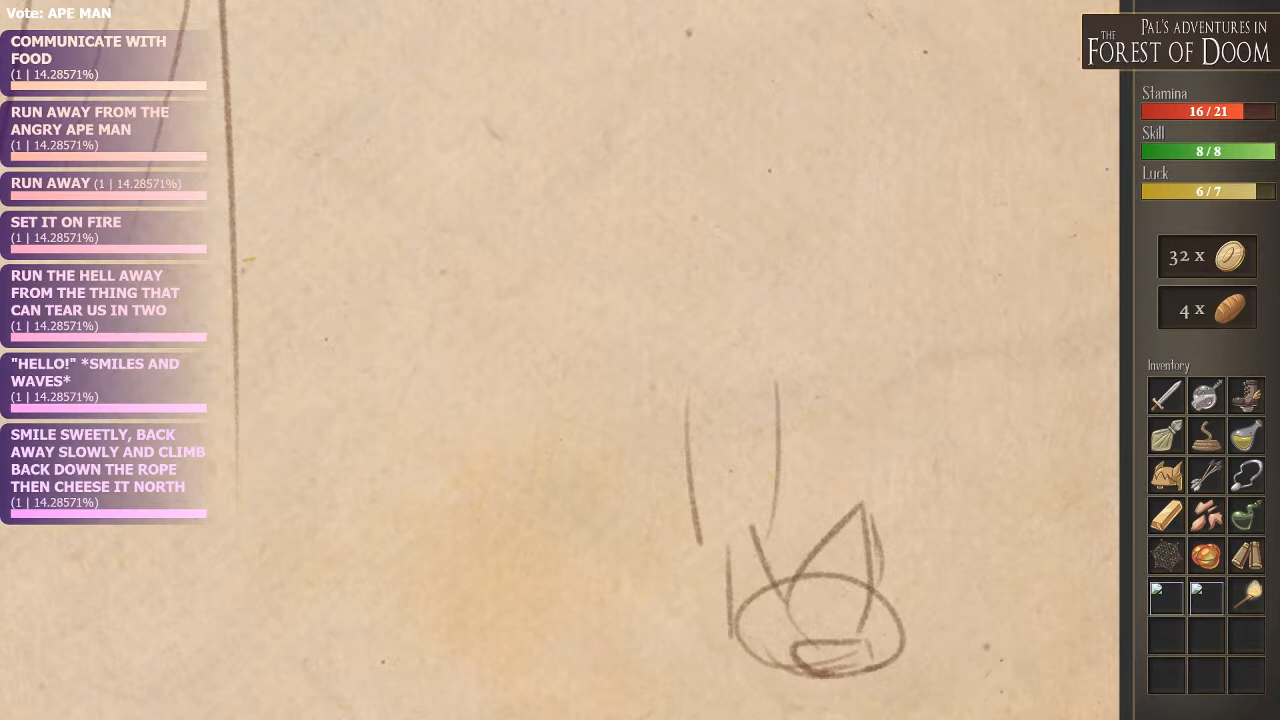 Vote: APE MAN
COMMUNICATE WITH
FOOD
(1 | 14.28571%)
RUN AWAY FROM THE
ANGRY APE MAN
(1 | 14.28571%)
RUN AWAY (1 | 14.28571%)
SET IT ON FIRE
(1 | 14.28571%)
RUN THE HELL AWAY
FROM THE THING THAT
CAN TEAR US IN TWO
(1 | 14.28571%)
"HELLO!" *SMILES AND
WAVES*
(1 | 14.28571%)
SMILE SWEETLY, BACK
AWAY SLOWLY AND CLIMB
BACK DOWN THE ROPE
THEN CHEESE IT NORTH
(1 | 14.28571%)
PAL'S ADVENTURES IN
THE FOREST OF DOOM
Stamina
16 / 21
Skill
8 / 8
Luck
6 / 7
32 x
4 x
Inventory